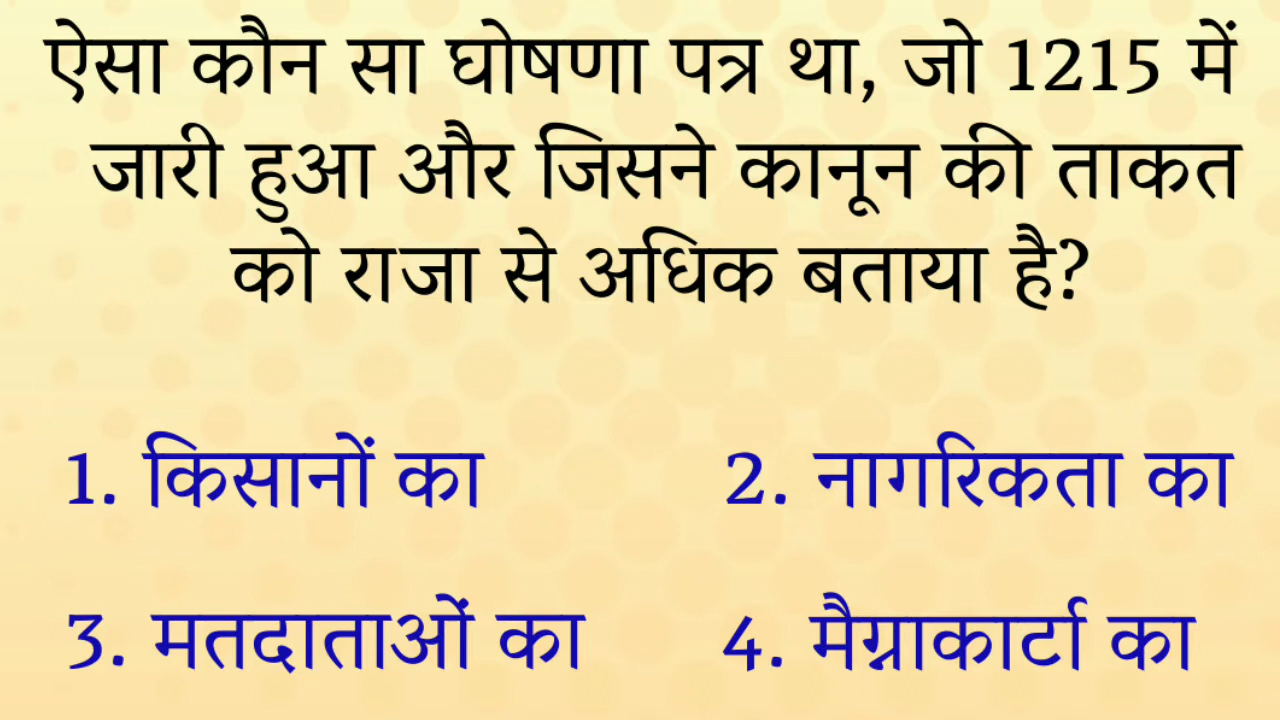 ऐसा कौन सा घोषणा पत्र था, जो 1215 में
जारी हुआ और जिसने कानून की ताकत
को राजा से अधिक बताया है?
1. किसानों का 2. नागरिकता का
3. मतदाताओं का 4. मैग्नाकार्टा का